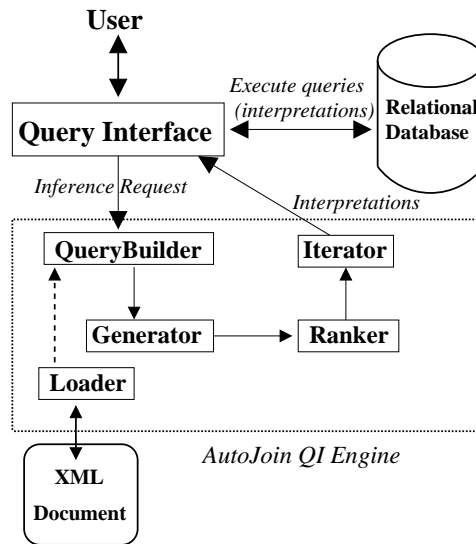 User
Execute queries
(interpretations)
Relational
Database
Query Interface
Inference Request
Interpretations
QueryBuilder
Iterator
Generator
Ranker
Loader
AutoJoin QI Engine
XML
Document